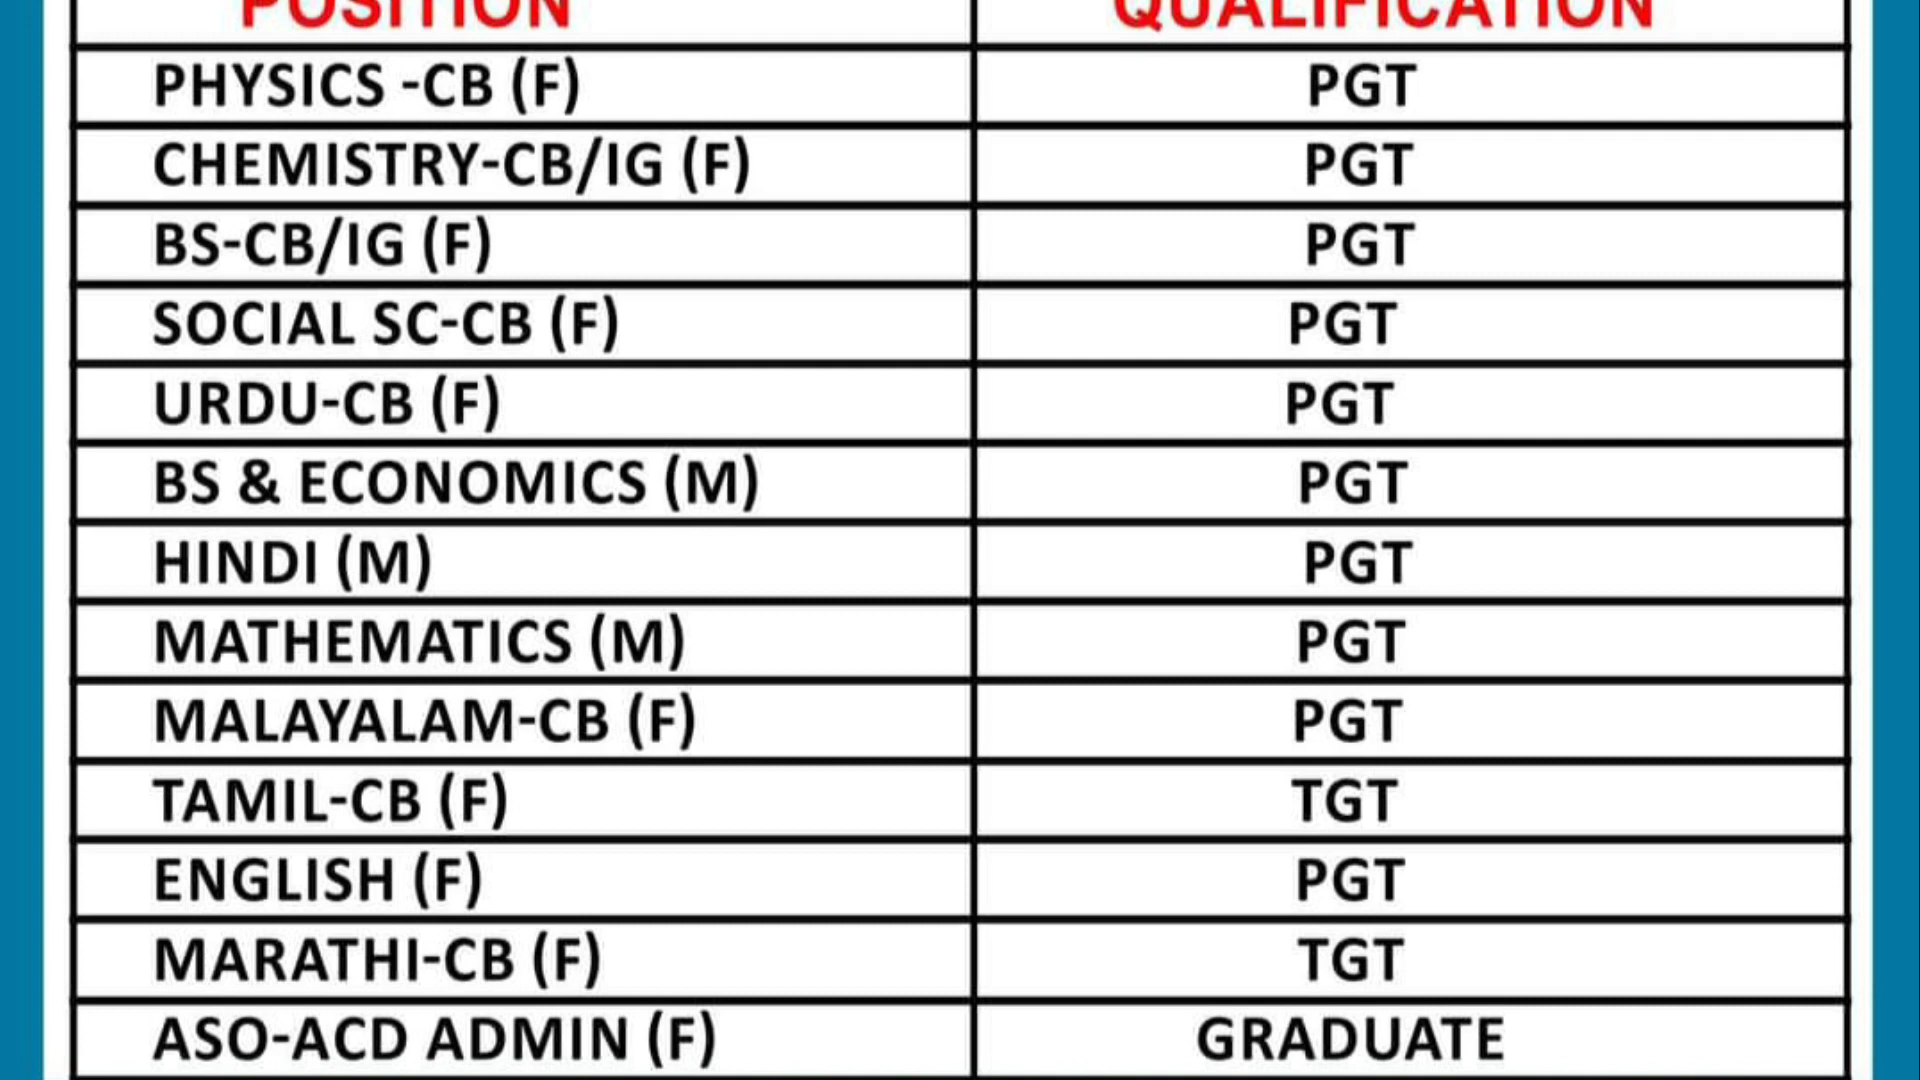 POSITION QUALIFICATION
PHYSICS -CB (F) PGT
CHEMISTRY-CB/IG (F) PGT
BS-CB/IG (F) PGT
SOCIAL SC-CB (F) PGT
URDU-CB (F) PGT
BS & ECONOMICS (M) PGT
HINDI (M) PGT
MATHEMATICS (M) PGT
MALAYALAM-CB (F) PGT
TAMIL-CB (F) TGT
ENGLISH (F) PGT
MARATHI-CB (F) TGT
ASO-ACD ADMIN (F) GRADUATE